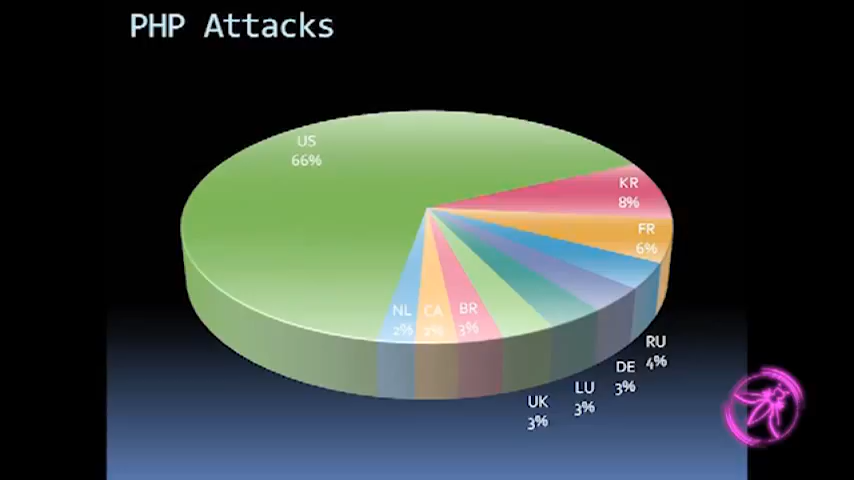 PHP Attacks
US
66%
KR
8%
FR
6%
RU
4%
DE
3%
LU
3%
UK
3%
BR
3%
CA
2%
NL
2%